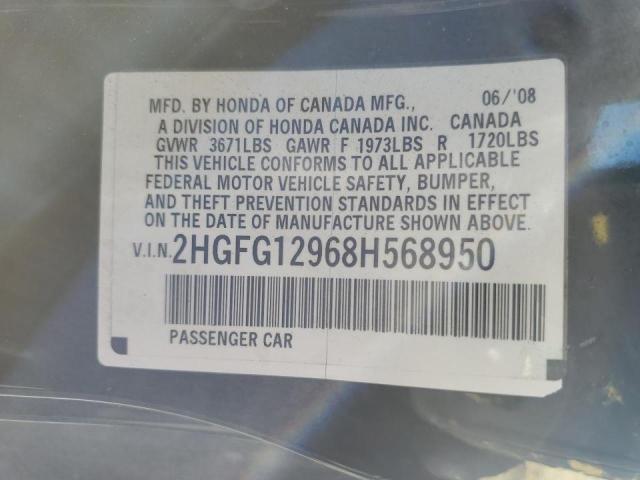 MFD. BY HONDA OF CANADA MFG., 06/'08
A DIVISION OF HONDA CANADA INC. CANADA
GVWR 3671LBS GAWR F 1973LBS R 1720LBS
THIS VEHICLE CONFORMS TO ALL APPLICABLE
FEDERAL MOTOR VEHICLE SAFETY, BUMPER,
AND THEFT PREVENTION STANDARDS IN EFFECT
ON THE DATE OF MANUFACTURE SHOWN ABOVE.
V.I.N. 2HGFG12968H568950
PASSENGER CAR